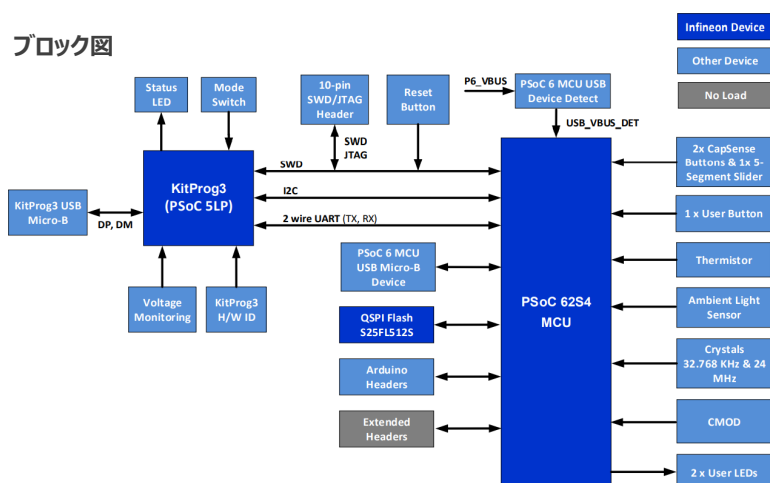 ブロック図
Infineon Device
Other Device
No Load
Status
LED
Mode
Switch
10-pin
SWD/JTAG
Header
Reset
Button
P6_VBUS
PSoC 6 MCU USB
Device Detect
USB_VBUS_DET
SWD
JTAG
SWD
I2C
2 wire UART (TX, RX)
KitProg3
(PSoC 5LP)
KitProg3 USB
Micro-B
DP, DM
Voltage
Monitoring
KitProg3
H/W ID
PSoC 6 MCU
USB Micro-B
Device
QSPI Flash
S25FL512S
Arduino
Headers
Extended
Headers
PSoC 62S4
MCU
2x CapSense
Buttons & 1x 5-
Segment Slider
1 x User Button
Thermistor
Ambient Light
Sensor
Crystals
32.768 KHz & 24
MHz
CMOD
2 x User LEDs